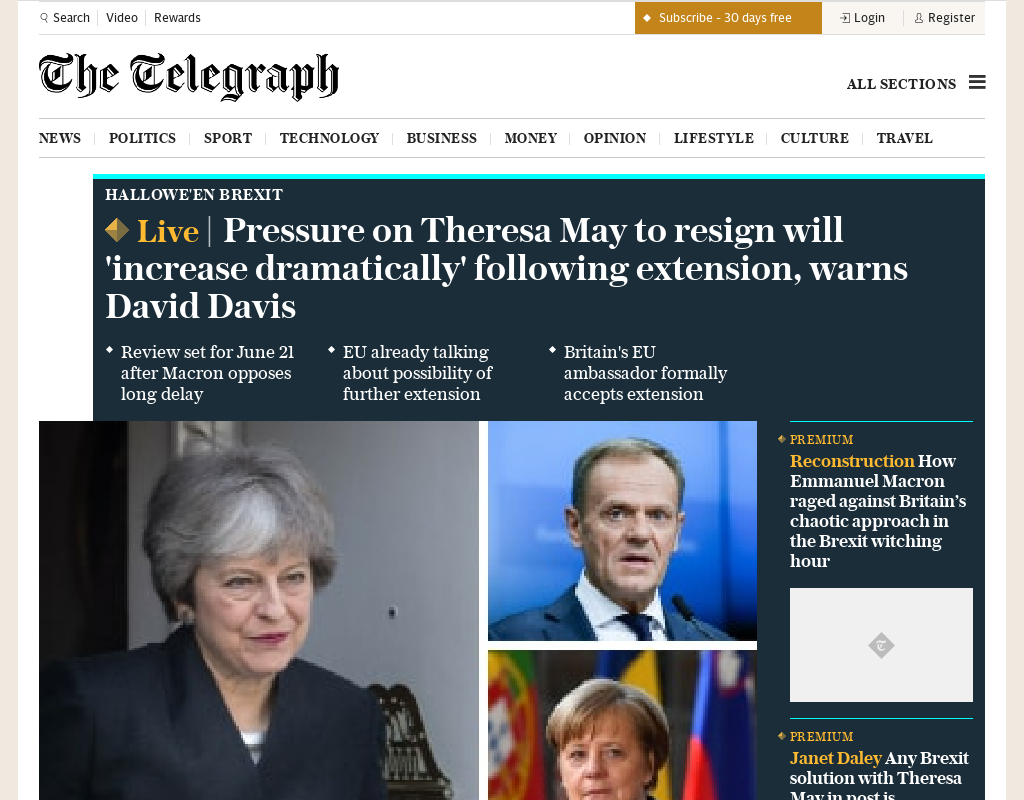 Search
Video
Rewards
Subscribe - 30 days free
Login
Register
The Telegraph
ALL SECTIONS
NEWS
POLITICS
SPORT
TECHNOLOGY
BUSINESS
MONEY
OPINION
LIFESTYLE
CULTURE
TRAVEL
HALLOWE'EN BREXIT
Live | Pressure on Theresa May to resign will
'increase dramatically' following extension, warns
David Davis
Review set for June 21
after Macron opposes
long delay
EU already talking
about possibility of
further extension
Britain's EU
ambassador formally
accepts extension
PREMIUM
Reconstruction How
Emmanuel Macron
raged against Britain’s
chaotic approach in
the Brexit witching
hour
PREMIUM
Janet Daley Any Brexit
solution with Theresa
May in post is